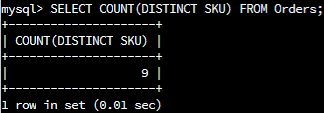 mysql> SELECT COUNT(DISTINCT SKU) FROM Orders;
+---------------------+
| COUNT(DISTINCT SKU) |
+---------------------+
|                   9 |
+---------------------+
1 row in set (0.01 sec)